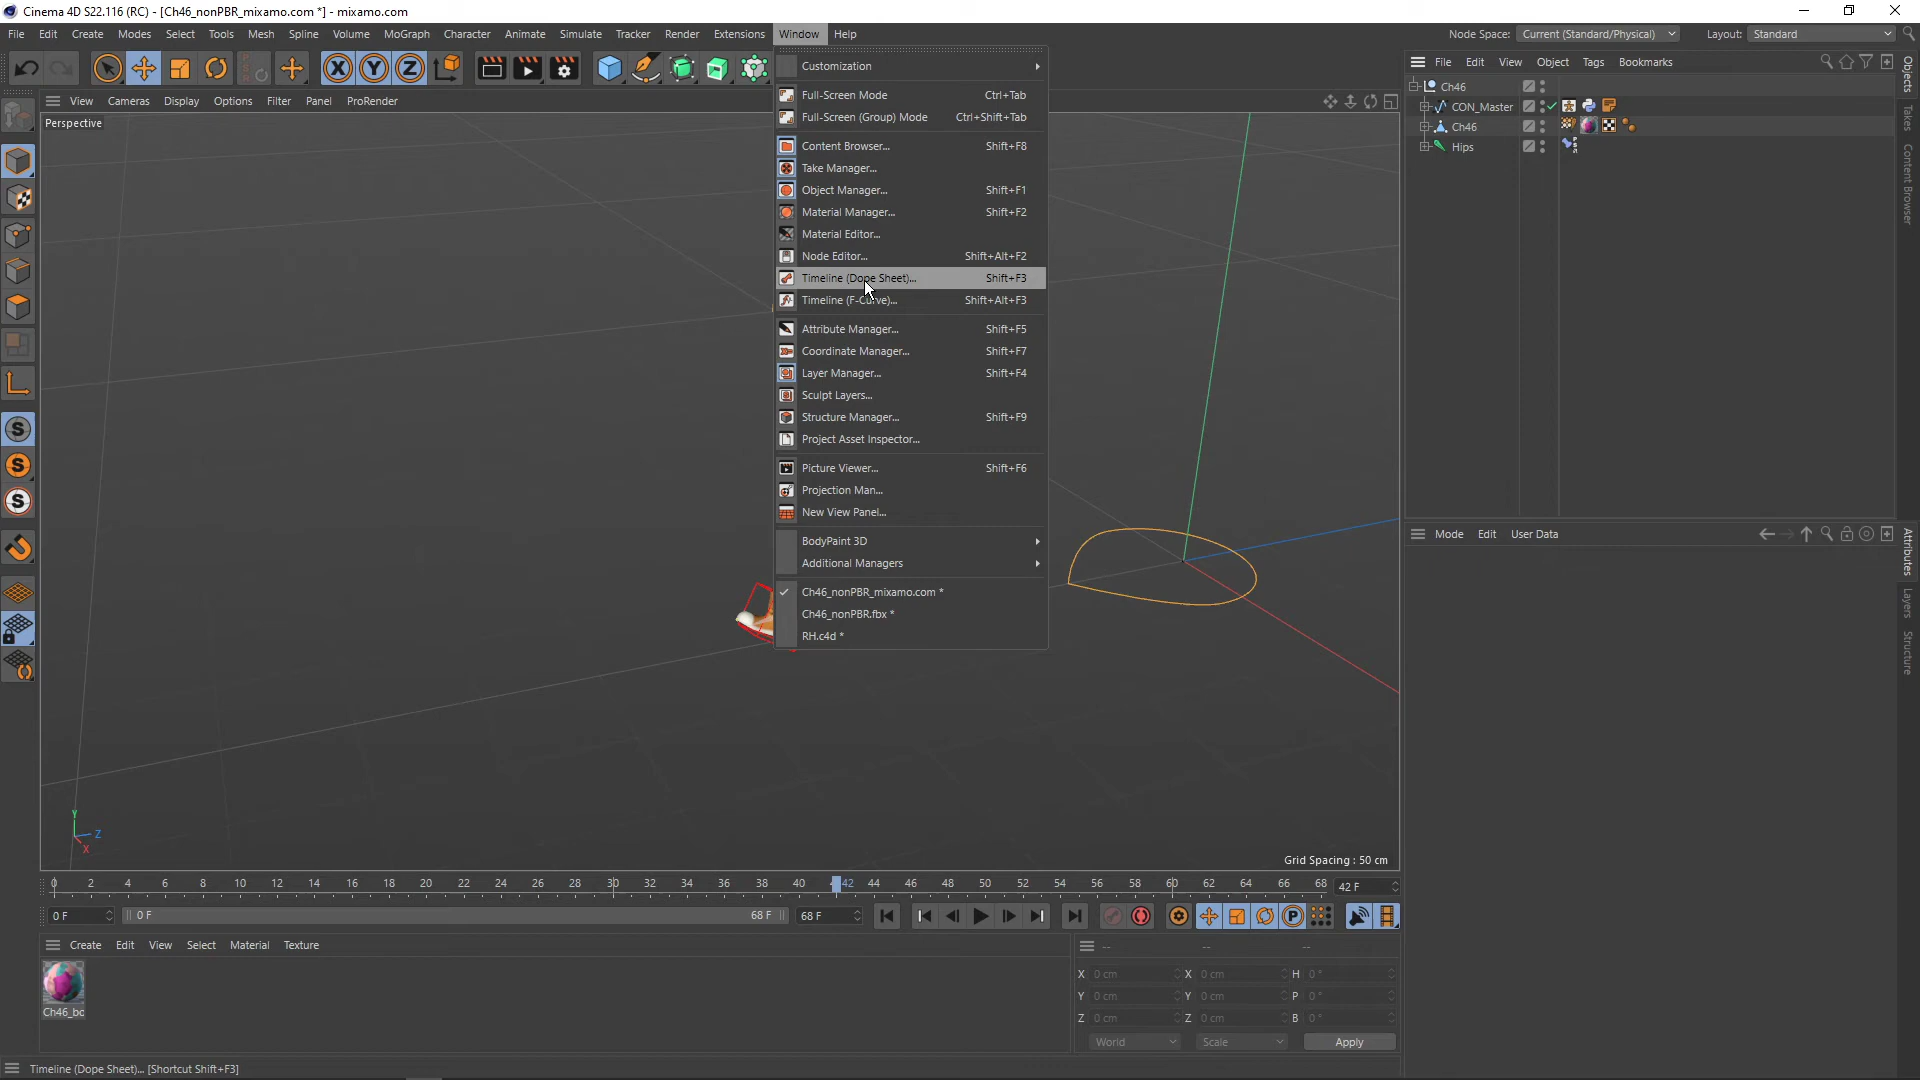 Cinema 4D S22.116 (RC) - [Ch46_nonPBR_mixamo.com *] - mixamo.com
File Edit Create Modes Select Tools Mesh Spline Volume MoGraph Character Animate Simulate Tracker Render Extensions Window Help
Node Space: Current (Standard/Physical) Layout: Standard
View Cameras Display Options Filter Panel ProRender
Perspective
Customization
Full-Screen Mode Ctrl+Tab
Full-Screen (Group) Mode Ctrl+Shift+Tab
Content Browser... Shift+F8
Take Manager...
Object Manager... Shift+F1
Material Manager... Shift+F2
Material Editor...
Node Editor... Shift+Alt+F2
Timeline (Dope Sheet)... Shift+F3
Timeline (F-Curve)... Shift+Alt+F3
Attribute Manager... Shift+F5
Coordinate Manager... Shift+F7
Layer Manager... Shift+F4
Sculpt Layers...
Structure Manager... Shift+F9
Project Asset Inspector...
Picture Viewer... Shift+F6
Projection Man...
New View Panel...
BodyPaint 3D
Additional Managers
Ch46_nonPBR_mixamo.com *
Ch46_nonPBR.fbx *
RH.c4d *
File Edit View Object Tags Bookmarks
Ch46
CON_Master
Ch46
Hips
Objects
Takes
Content Browser
Mode Edit User Data
Attributes
Layers
Structure
X Y Z
S
S
S
Y
Z
X
Grid Spacing : 50 cm
0 2 4 6 8 10 12 14 16 18 20 22 24 26 28 30 32 34 36 38 40 42 44 46 48 50 52 54 56 58 60 62 64 66 68 42 F
0 F 0 F 68 F 68 F
P
Create Edit View Select Material Texture
Ch46_bo
-- -- --
X 0 cm X 0 cm H 0 °
Y 0 cm Y 0 cm P 0 °
Z 0 cm Z 0 cm B 0 °
World Scale Apply
Timeline (Dope Sheet)... [Shortcut Shift+F3]